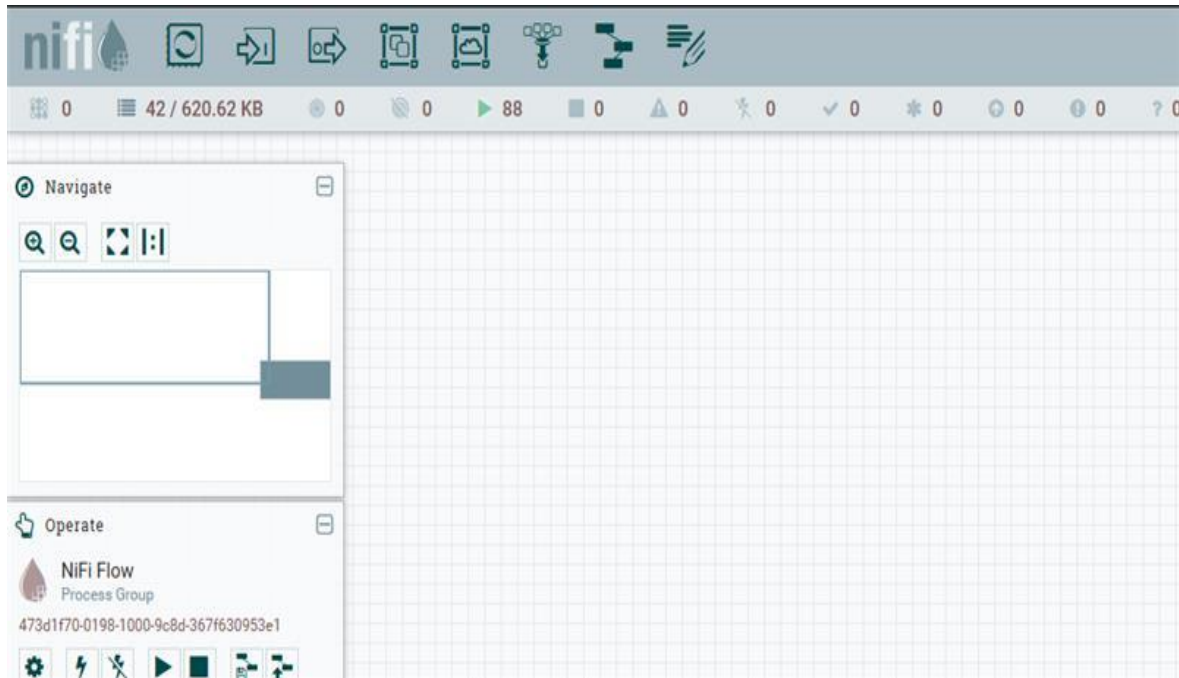 nifi
0 42 / 620.62 KB 0 0 88 0 0 0 0 0 0 0 ? 0
Navigate
Operate
NiFi Flow
Process Group
473d1f70-0198-1000-9c8d-367f630953e1